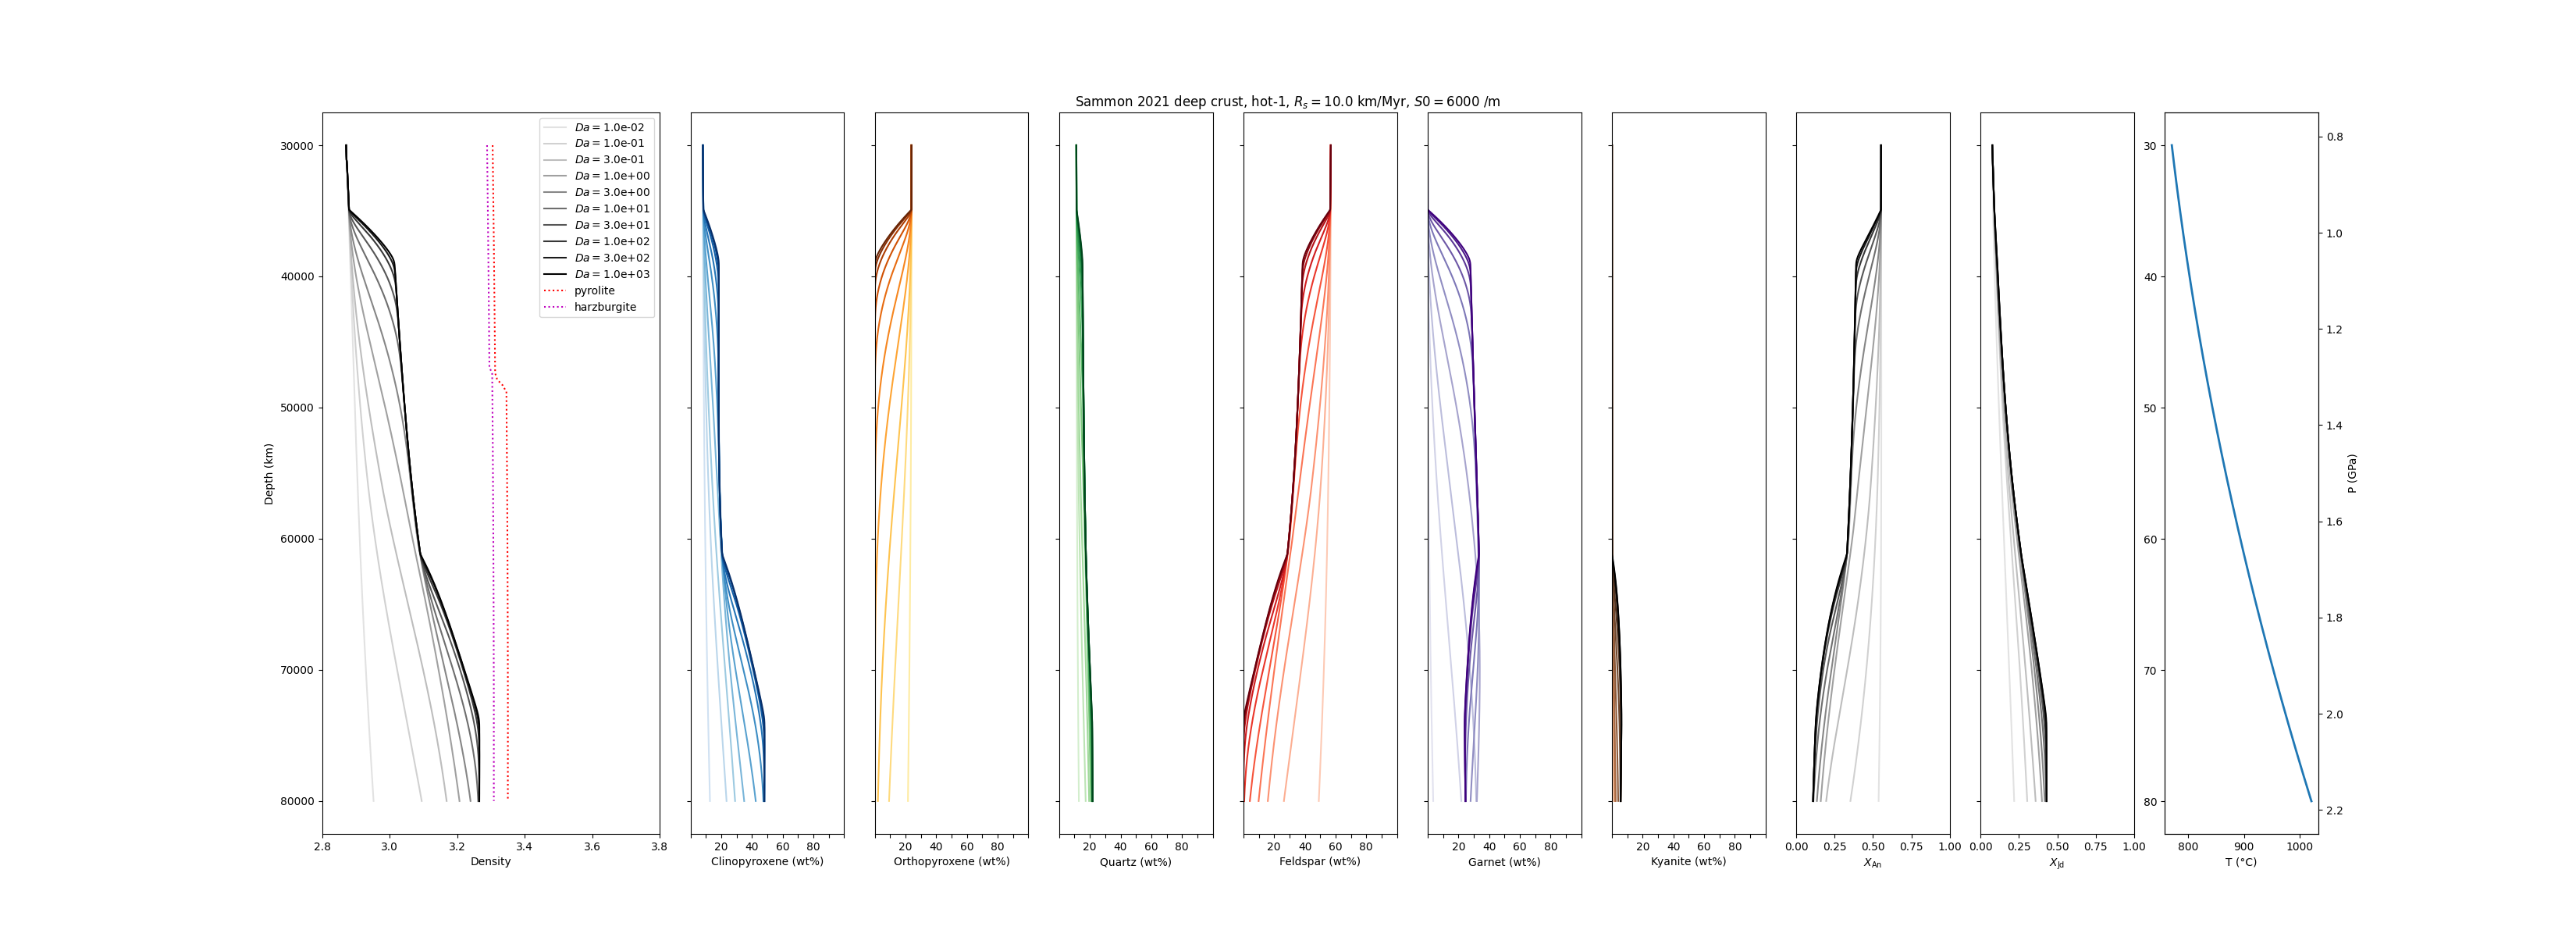 Sammon 2021 deep crust, hot-1, Rₛ = 10.0 km/Myr, S0 = 6000 /m
Da = 1.0e-02
Da = 1.0e-01
Da = 3.0e-01
Da = 1.0e+00
Da = 3.0e+00
Da = 1.0e+01
Da = 3.0e+01
Da = 1.0e+02
Da = 3.0e+02
Da = 1.0e+03
pyrolite
harzburgite
Depth (km)
30000
40000
50000
60000
70000
80000
2.8 3.0 3.2 3.4 3.6 3.8
Density
20 40 60 80
Clinopyroxene (wt%)
20 40 60 80
Orthopyroxene (wt%)
20 40 60 80
Quartz (wt%)
20 40 60 80
Feldspar (wt%)
20 40 60 80
Garnet (wt%)
20 40 60 80
Kyanite (wt%)
0.00 0.25 0.50 0.75 1.00
X_An
0.00 0.25 0.50 0.75 1.00
X_Jd
30
40
50
60
70
80
800 900 1000
T (°C)
0.8
1.0
1.2
1.4
1.6
1.8
2.0
2.2
P (GPa)